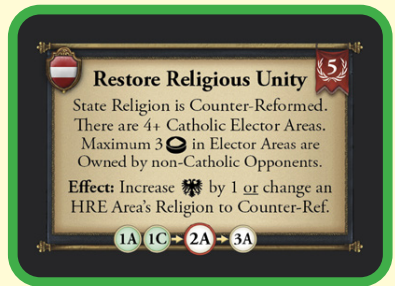 Restore Religious Unity
5
State Religion is Counter-Reformed.
There are 4+ Catholic Elector Areas.
Maximum 3 in Elector Areas are
Owned by non-Catholic Opponents.
Effect: Increase by 1 or change an
HRE Area's Religion to Counter-Ref.
1A 1C 2A 3A